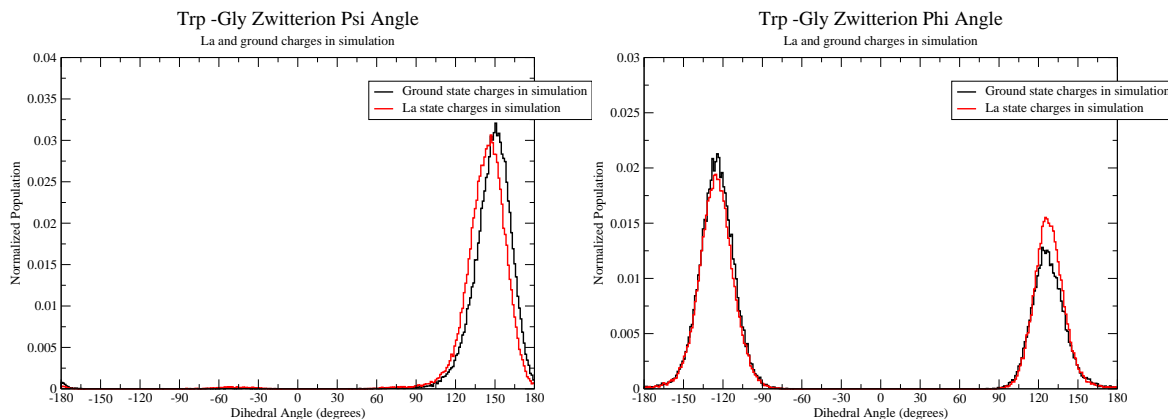 Trp -Gly Zwitterion Psi Angle
La and ground charges in simulation
0.04
0.035
0.03
0.025
0.02
0.015
0.01
0.005
0
Normalized Population
Ground state charges in simulation
La state charges in simulation
-180 -150 -120 -90 -60 -30 0 30 60 90 120 150 180
Dihedral Angle (degrees)
Trp -Gly Zwitterion Phi Angle
La and ground charges in simulation
0.03
0.025
0.02
0.015
0.01
0.005
0
Normalized Population
Ground state charges in simulation
La state charges in simulation
-180 -150 -120 -90 -60 -30 0 30 60 90 120 150 180
Dihedral Angle (degrees)